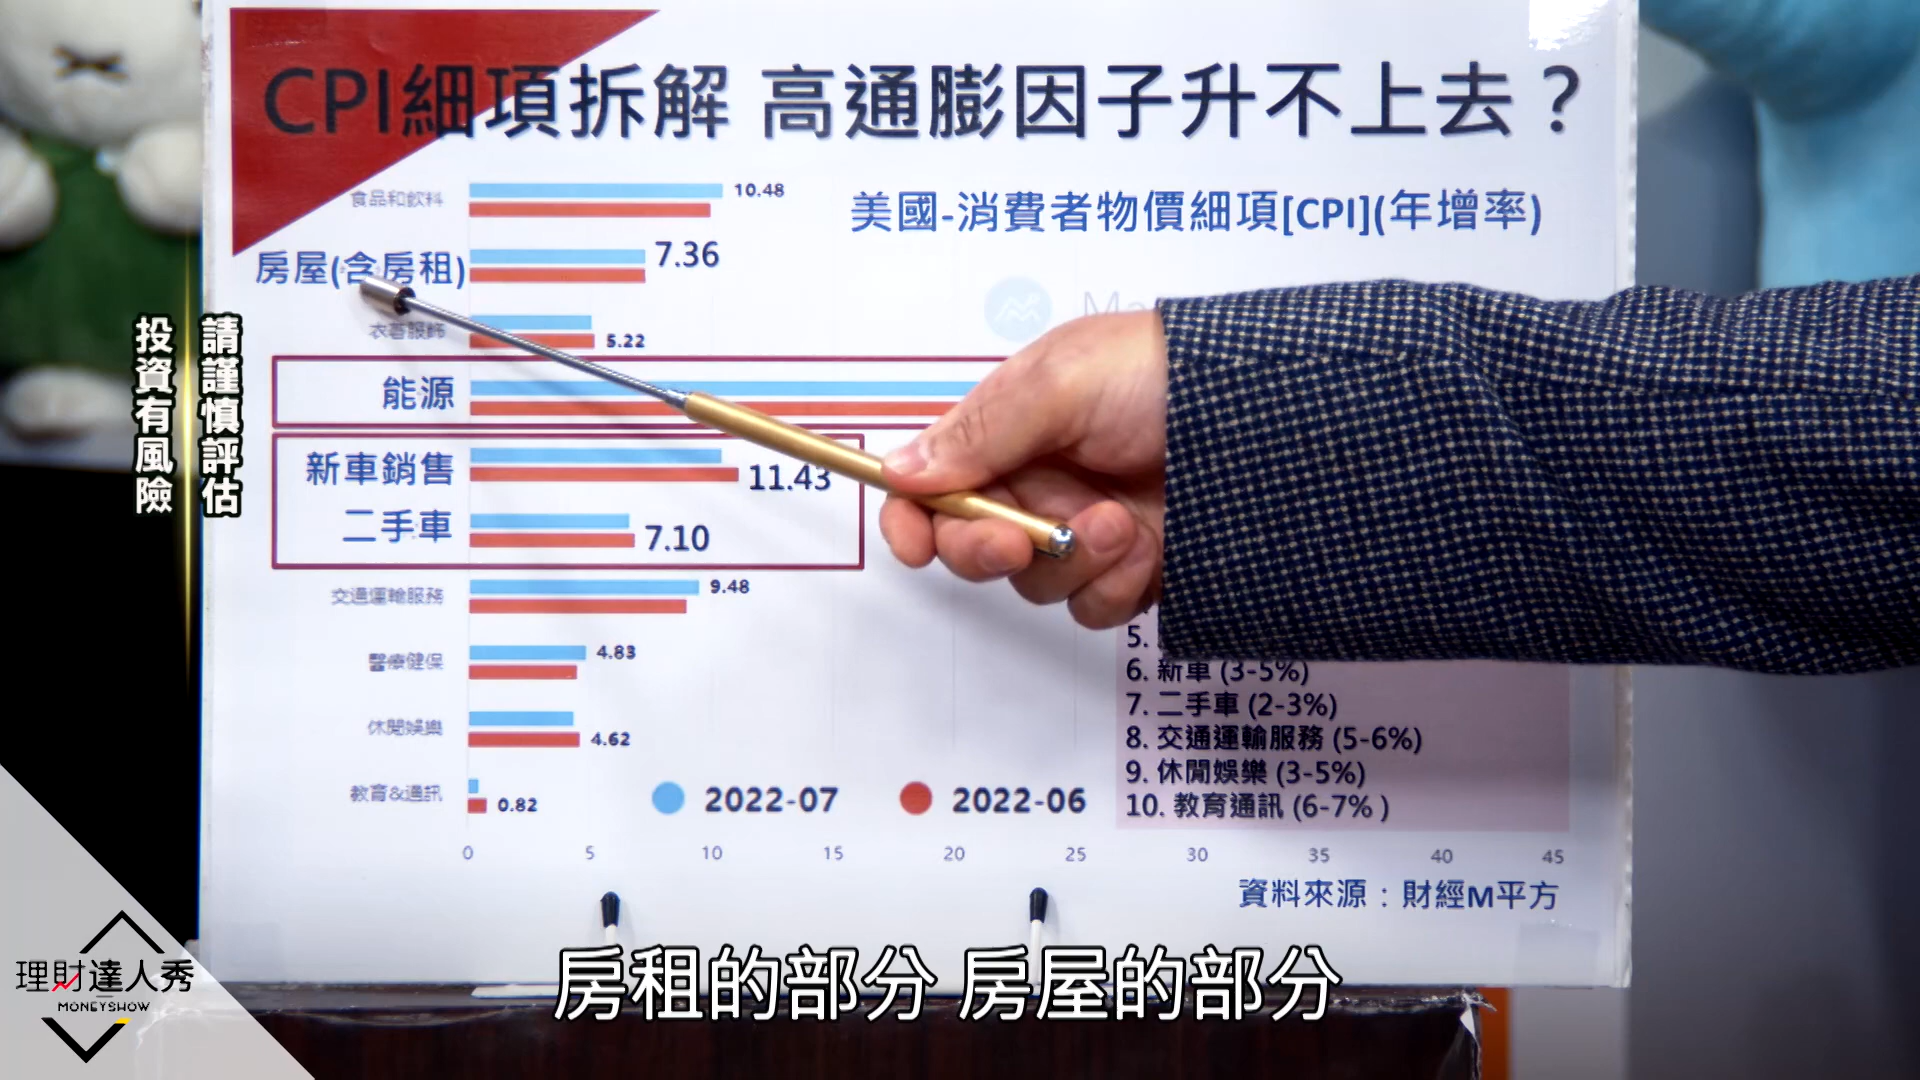 CPI細項拆解 高通膨因子升不上去？
美國-消費者物價細項[CPI](年增率)
食品和飲料 10.48
房屋(含房租) 7.36
衣著服飾 5.22
能源
新車銷售 11.43
二手車 7.10
交通運輸服務 9.48
醫療健保 4.83
休閒娛樂 4.62
教育&通訊 0.82
2022-07 2022-06
5.
6. 新車 (3-5%)
7. 二手車 (2-3%)
8. 交通運輸服務 (5-6%)
9. 休閒娛樂 (3-5%)
10. 教育通訊 (6-7% )
0 5 10 15 20 25 30 35 40 45
資料來源：財經M平方
請謹慎評估
投資有風險
理財達人秀
MONEYSHOW
房租的部分 房屋的部分